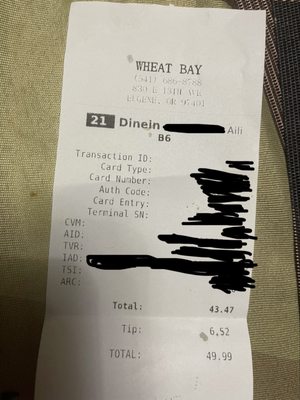 WHEAT BAY
(541) 686-8788
830 E 13TH AVE
EUGENE, OR 97401
21 Dinein Aili
B6
Transaction ID:
Card Type:
Card Number:
Auth Code:
Card Entry:
Terminal SN:
CVM:
AID:
TVR:
IAD:
TSI:
ARC:
Total: 43.47
Tip: 6.52
TOTAL: 49.99